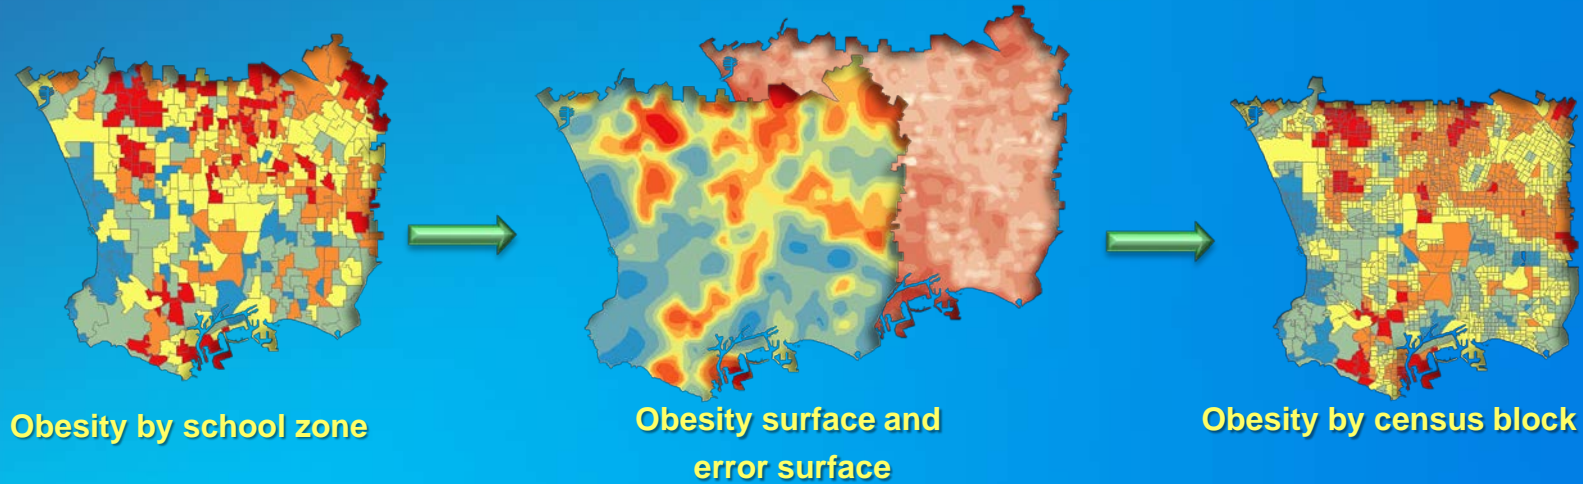 Obesity by school zone
Obesity surface and
error surface
Obesity by census block